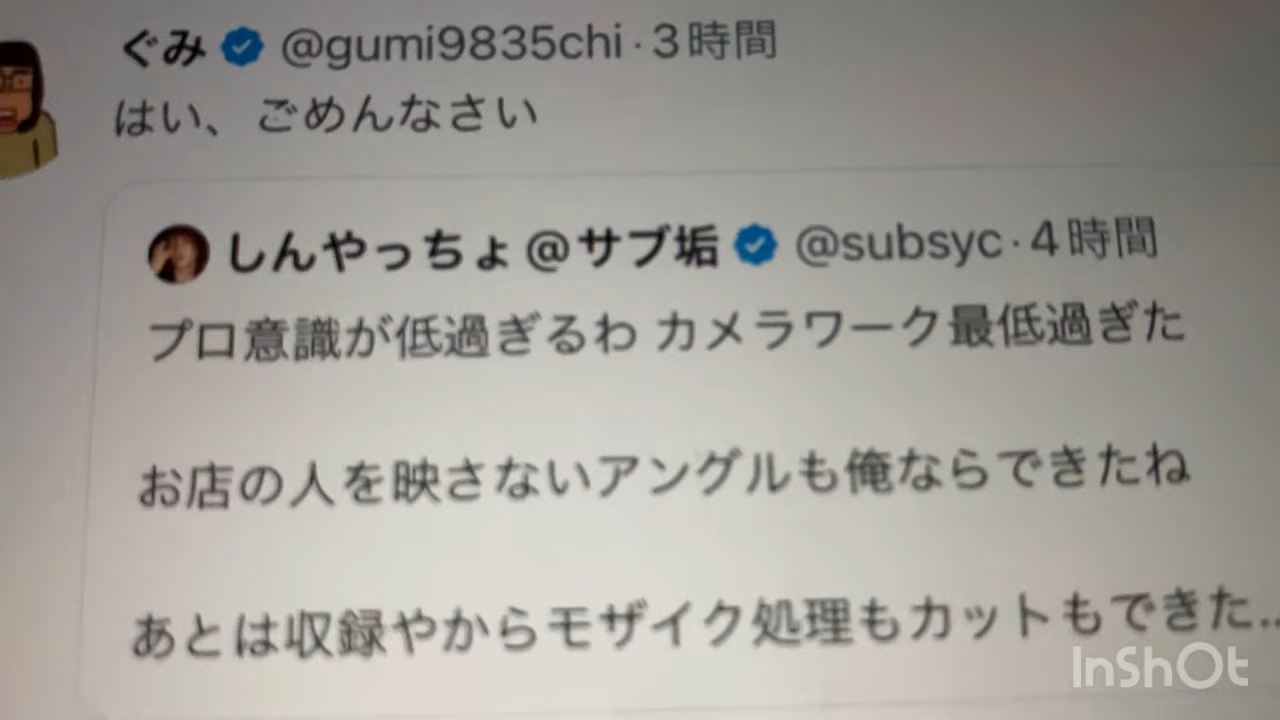 ぐみ @gumi9835chi·3時間
はい、ごめんなさい
しんやっちょ@サブ垢 @subsyc·4時間
プロ意識が低過ぎるわ カメラワーク最低過ぎた
お店の人を映さないアングルも俺ならできたね
あとは収録やからモザイク処理もカットもできた…
InShOt